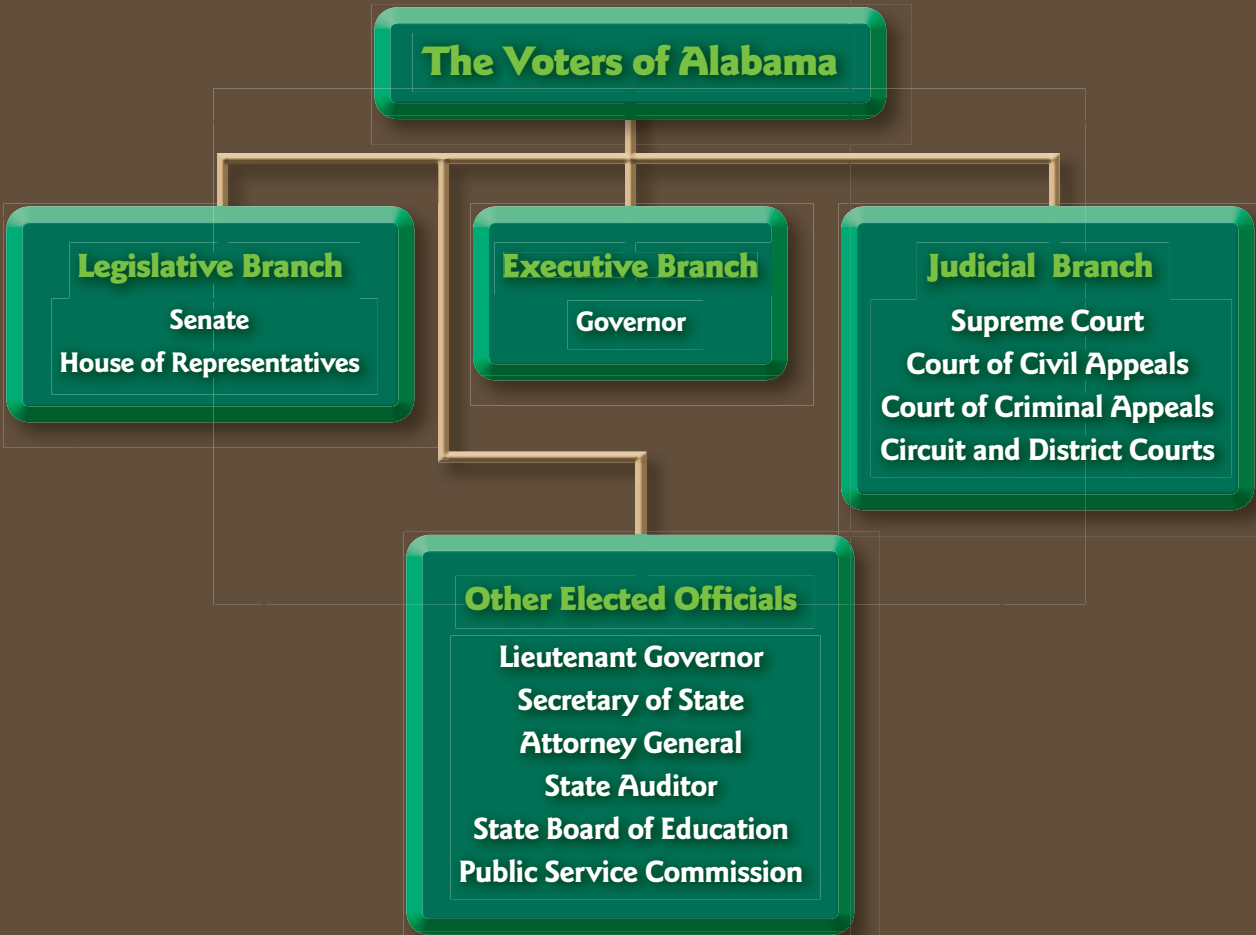 The Voters of Alabama
Legislative Branch
Senate
House of Representatives
Executive Branch
Governor
Judicial Branch
Supreme Court
Court of Civil Appeals
Court of Criminal Appeals
Circuit and District Courts
Other Elected Officials
Lieutenant Governor
Secretary of State
Attorney General
State Auditor
State Board of Education
Public Service Commission